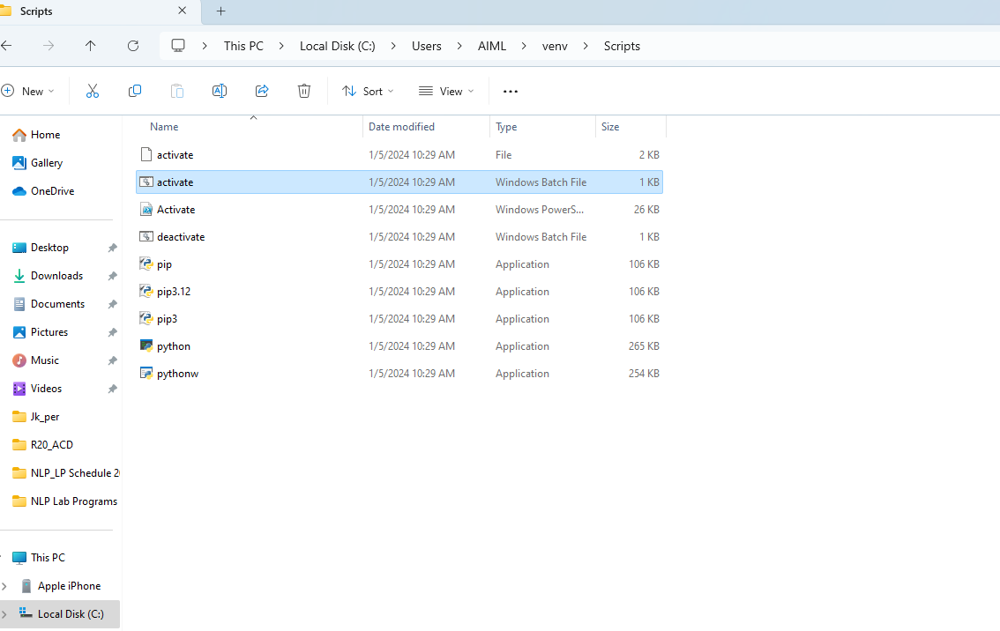 Scripts
This PC Local Disk (C:) Users AIML venv Scripts
New Sort View
Name Date modified Type Size
Home
Gallery
OneDrive
Desktop
Downloads
Documents
Pictures
Music
Videos
Jk_per
R20_ACD
NLP_LP Schedule 20
NLP Lab Programs
This PC
Apple iPhone
Local Disk (C:)
activate 1/5/2024 10:29 AM File 2 KB
activate 1/5/2024 10:29 AM Windows Batch File 1 KB
Activate 1/5/2024 10:29 AM Windows PowerS... 26 KB
deactivate 1/5/2024 10:29 AM Windows Batch File 1 KB
pip 1/5/2024 10:29 AM Application 106 KB
pip3.12 1/5/2024 10:29 AM Application 106 KB
pip3 1/5/2024 10:29 AM Application 106 KB
python 1/5/2024 10:29 AM Application 265 KB
pythonw 1/5/2024 10:29 AM Application 254 KB